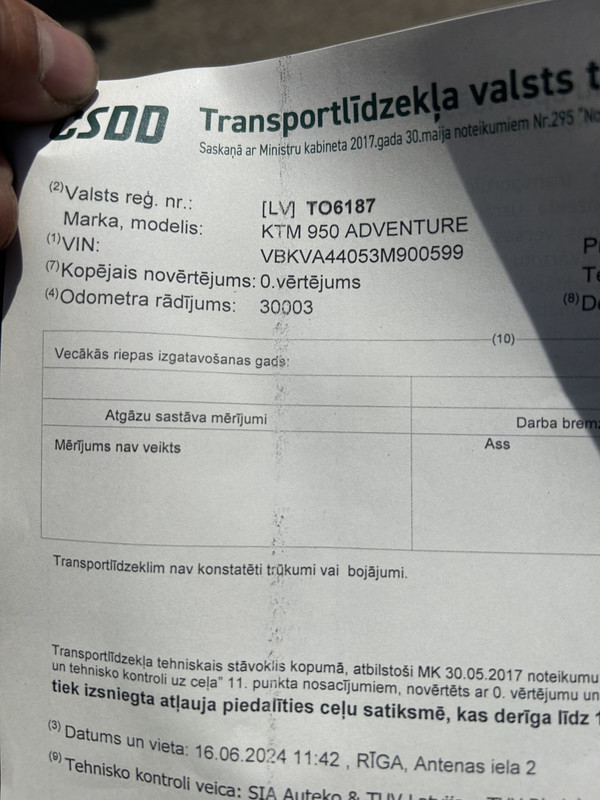 CSDD
Transportlīdzekļa valsts
Saskaņā ar Ministru kabineta 2017.gada 30.maija noteikumiem Nr.295
(2)Valsts reģ. nr.: [LV] TO6187
Marka, modelis: KTM 950 ADVENTURE
(1)VIN: VBKVA44053M900599
(7)Kopējais novērtējums: 0.vērtējums
(4)Odometra rādījums: 30003
(8)
(10)
Vecākās riepas izgatavošanas gads:
Atgāzu sastāva mērījumi Darba brem
Mērījums nav veikts Ass
Transportlīdzeklim nav konstatēti trūkumi vai bojājumi.
Transportlīdzekļa tehniskais stāvoklis kopumā, atbilstoši MK 30.05.2017 noteikumu
un tehnisko kontroli uz ceļa" 11. punkta nosacījumiem, novērtēts ar 0. vērtējumu un
tiek izsniegta atļauja piedalīties ceļu satiksmē, kas derīga līdz
(3) Datums un vieta: 16.06.2024 11:42 , RĪGA, Antenas iela 2
(9)Tehnisko kontroli veica: SIA Auteko & TUV